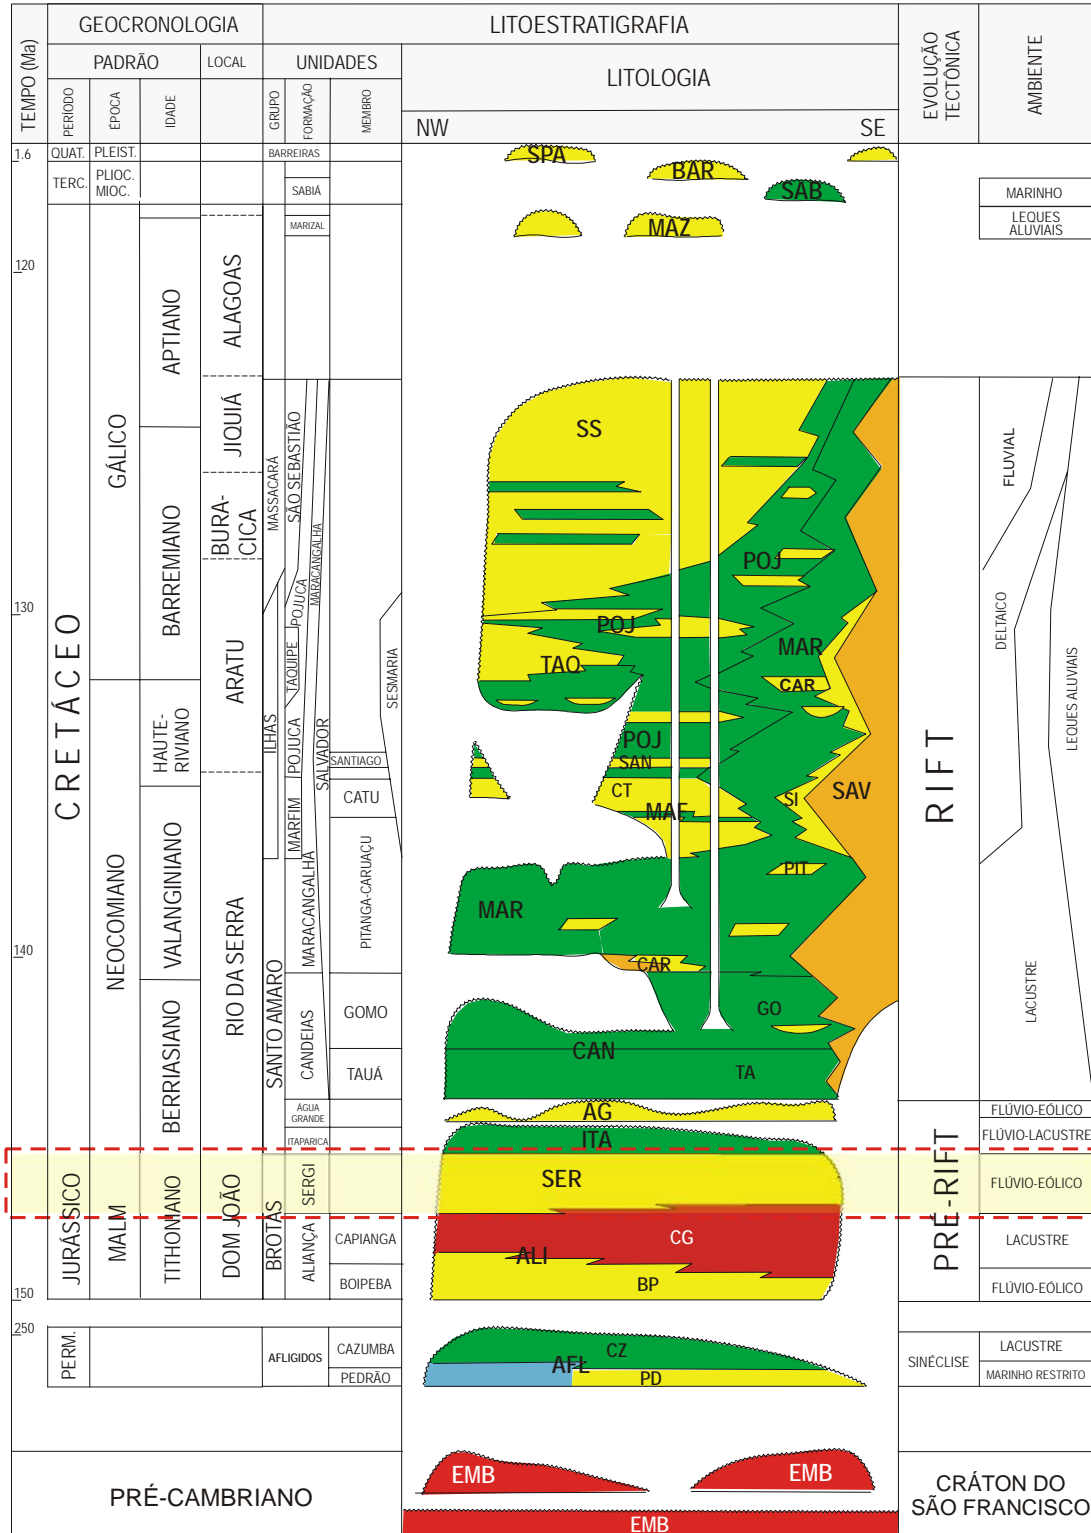 GEOCRONOLOGIA
LITOESTRATIGRAFIA
TEMPO (Ma)
PADRÃO
LOCAL
UNIDADES
LITOLOGIA
EVOLUÇÃO
TECTÔNICA
AMBIENTE
PERÍODO
ÉPOCA
IDADE
GRUPO
FORMAÇÃO
MEMBRO
NW
SE
1.6
QUAT.
PLEIST.
BARREIRAS
SPA
TERC.
PLIOC.
MIOC.
SABIÁ
BAR
SAB
MARINHO
MARIZAL
MAZ
LEQUES
ALUVIAIS
120
CRETÁCEO
GÁLICO
APTIANO
ALAGOAS
JIQUIÁ
BURA-
CICA
BARREMIANO
MASSACARÁ
SÃO SEBASTIÃO
MARACANGALHA
SS
FLUVIAL
130
POJUCA
POJ
POJ
TAQUIPE
TAQ
MAR
CAR
DELTAICO
LEQUES ALUVIAIS
ARATU
SESMARIA
ILHAS
HAUTE-
RIVIANO
POJUCA
SALVADOR
SANTIAGO
POJ
SAN
RIFT
CATU
CT
MAF
SI
SAV
MARFIM
PIT
NEOCOMIANO
VALANGINIANO
RIO DA SERRA
MARACANGALHA
PITANGA-CARUAÇU
MAR
140
CAR
SANTO AMARO
BERRIASIANO
CANDEIAS
GOMO
GO
LACUSTRE
CAN
TAUÁ
TA
ÁGUA
GRANDE
AG
FLÚVIO-EÓLICO
ITAPARICA
ITA
FLÚVIO-LACUSTRE
PRÉ-RIFT
JURÁSSICO
MALM
TITHONIANO
DOM JOÃO
BROTAS
SERGI
SER
FLÚVIO-EÓLICO
ALIANÇA
CAPIANGA
CG
ALI
LACUSTRE
BOIPEBA
BP
FLÚVIO-EÓLICO
150
250
PERM.
AFLIGIDOS
CAZUMBA
CZ
AFL
SINÉCLISE
LACUSTRE
PEDRÃO
PD
MARINHO RESTRITO
PRÉ-CAMBRIANO
EMB
EMB
EMB
CRÁTON DO
SÃO FRANCISCO